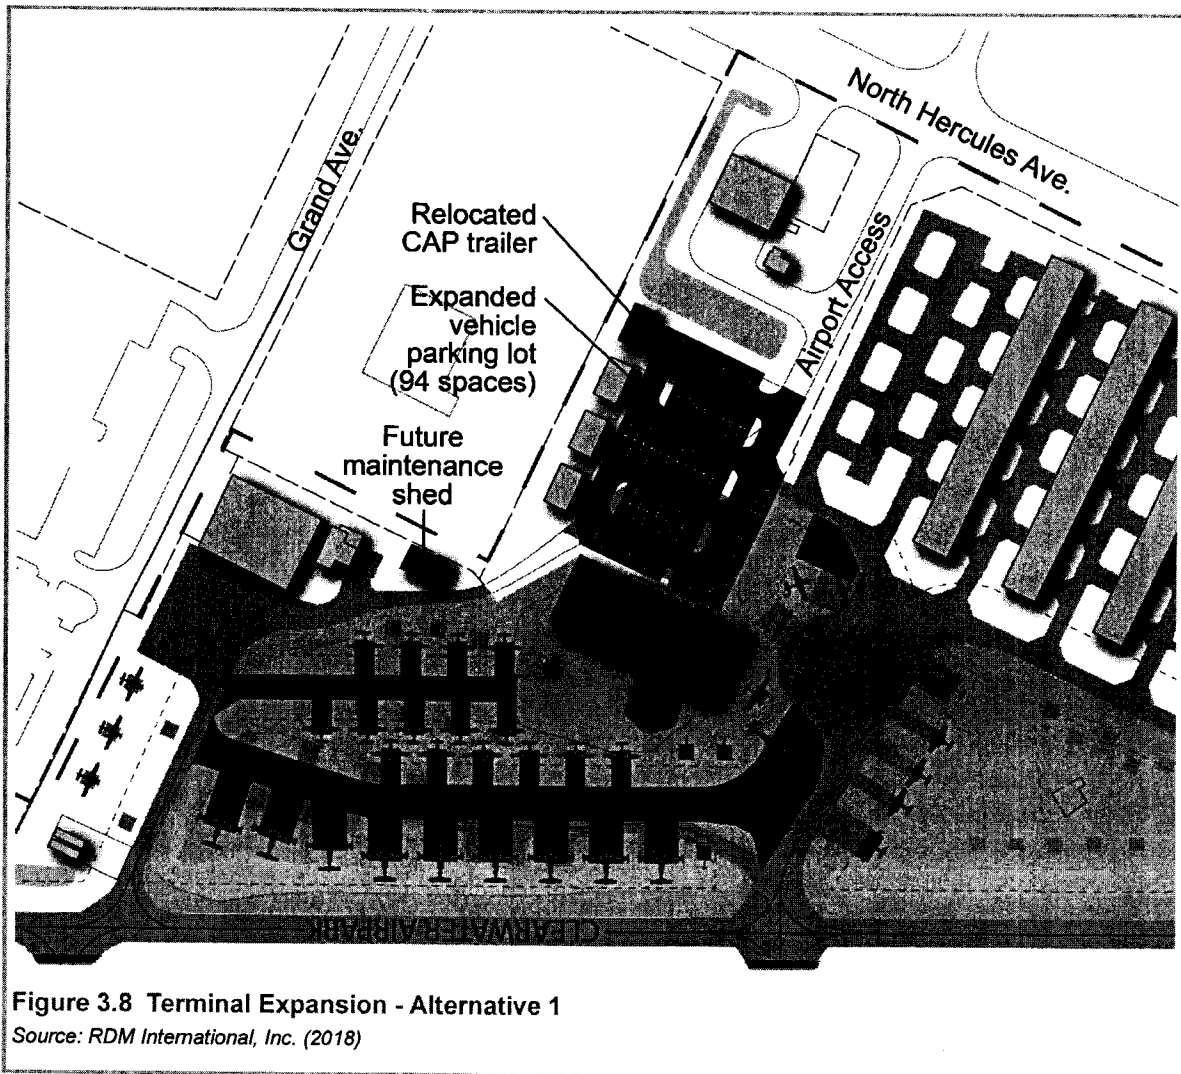 North Hercules Ave.
Grand Ave.
Relocated
CAP trailer
Airport Access
Expanded
vehicle
parking lot
(94 spaces)
Future
maintenance
shed
CLEARWATER AIRPARK
Figure 3.8 Terminal Expansion - Alternative 1
Source: RDM International, Inc. (2018)